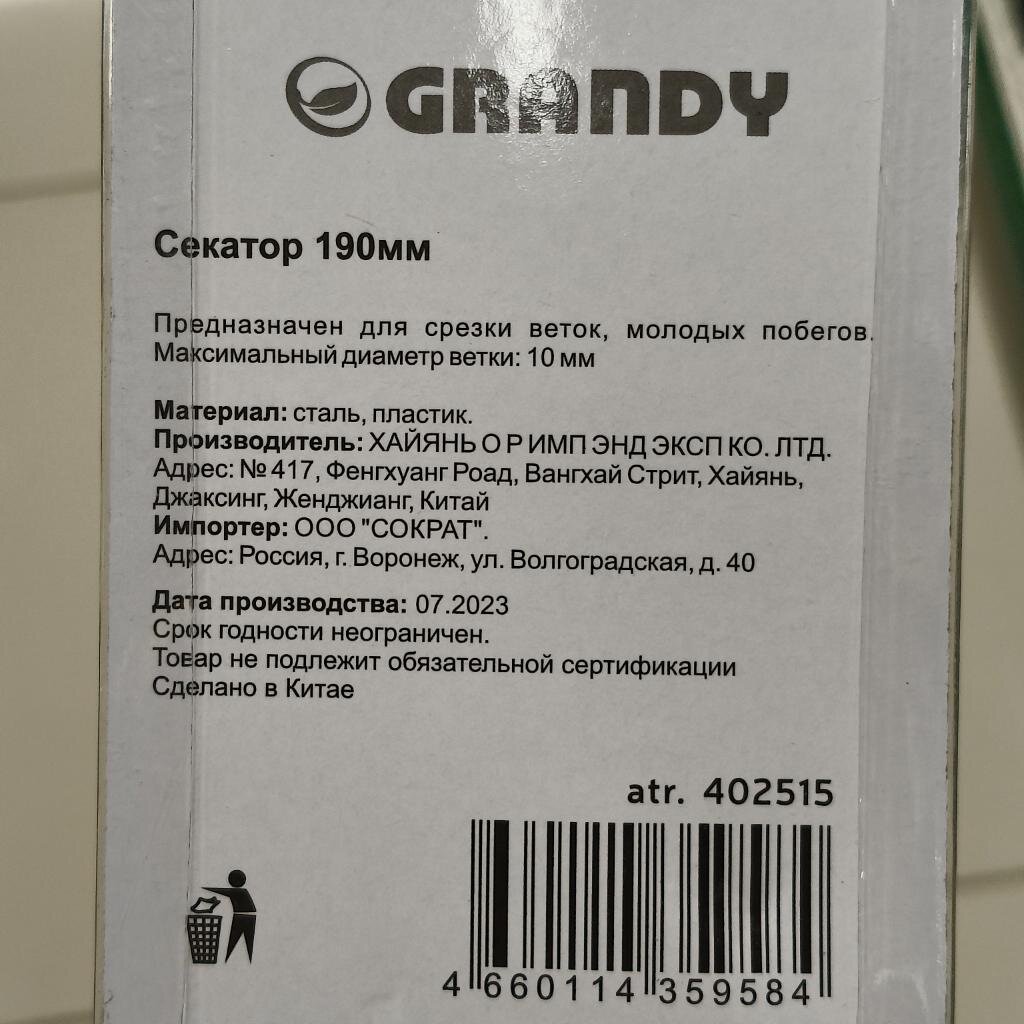 GRANDY
Секатор 190мм
Предназначен для срезки веток, молодых побегов.
Максимальный диаметр ветки: 10 мм
Материал: сталь, пластик.
Производитель: ХАЙЯНЬ О Р ИМП ЭНД ЭКСП КО. ЛТД.
Адрес: № 417, Фенгхуанг Роад, Вангхай Стрит, Хайянь,
Джаксинг, Женджианг, Китай
Импортер: ООО "СОКРАТ".
Адрес: Россия, г. Воронеж, ул. Волгоградская, д. 40
Дата производства: 07.2023
Срок годности неограничен.
Товар не подлежит обязательной сертификации
Сделано в Китае
atr. 402515
4 660114 359584